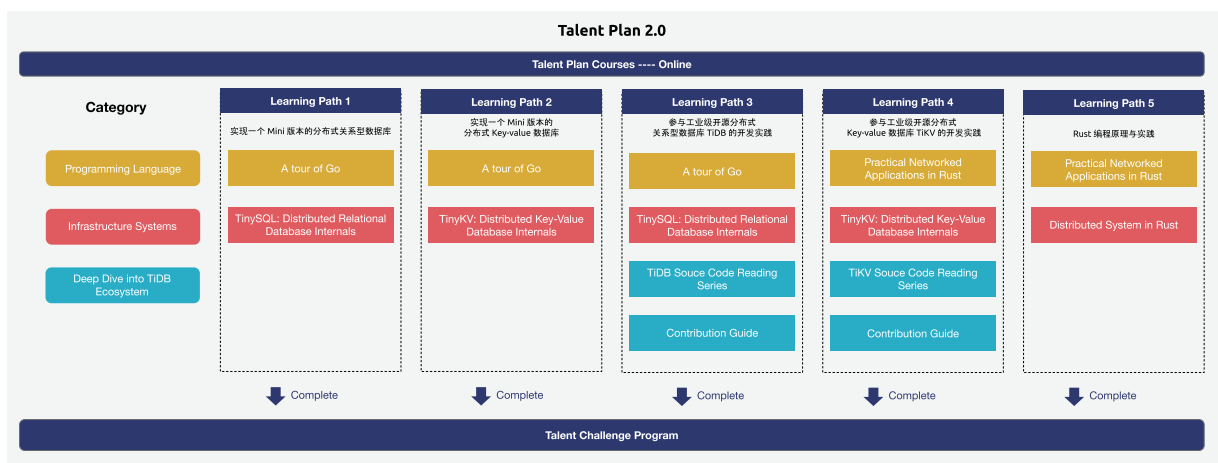 Talent Plan 2.0
Talent Plan Courses ---- Online
Category
Programming Language
Infrastructure Systems
Deep Dive into TiDB
Ecosystem
Learning Path 1
实现一个 Mini 版本的分布式关系型数据库
A tour of Go
TinySQL: Distributed Relational
Database Internals
Complete
Learning Path 2
实现一个 Mini 版本的
分布式 Key-value 数据库
A tour of Go
TinyKV: Distributed Key-Value
Database Internals
Complete
Learning Path 3
参与工业级开源分布式
关系型数据库 TiDB 的开发实践
A tour of Go
TinySQL: Distributed Relational
Database Internals
TiDB Souce Code Reading
Series
Contribution Guide
Complete
Learning Path 4
参与工业级开源分布式
Key-value 数据库 TiKV 的开发实践
Practical Networked
Applications in Rust
TinyKV: Distributed Key-Value
Database Internals
TiKV Souce Code Reading
Series
Contribution Guide
Complete
Learning Path 5
Rust 编程原理与实践
Practical Networked
Applications in Rust
Distributed System in Rust
Complete
Talent Challenge Program